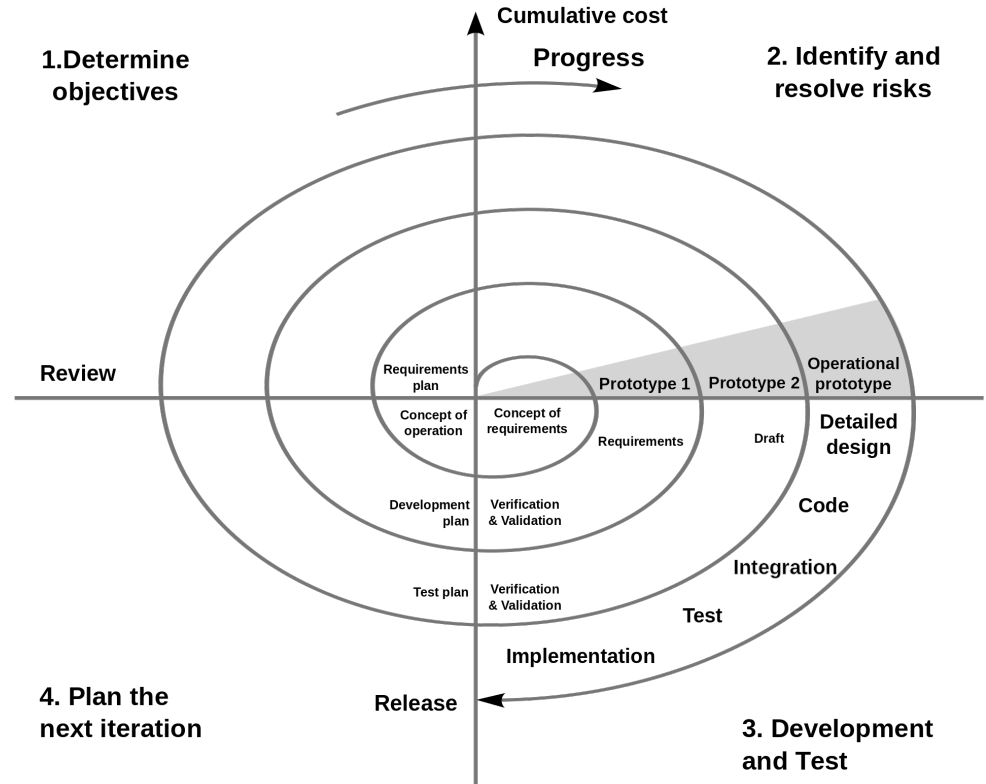 Cumulative cost
Progress
1.Determine
objectives
2. Identify and
resolve risks
Review
Requirements
plan
Prototype 1
Prototype 2
Operational
prototype
Concept of
operation
Concept of
requirements
Requirements
Draft
Detailed
design
Development
plan
Verification
& Validation
Code
Integration
Test plan
Verification
& Validation
Test
Implementation
Release
4. Plan the
next iteration
3. Development
and Test